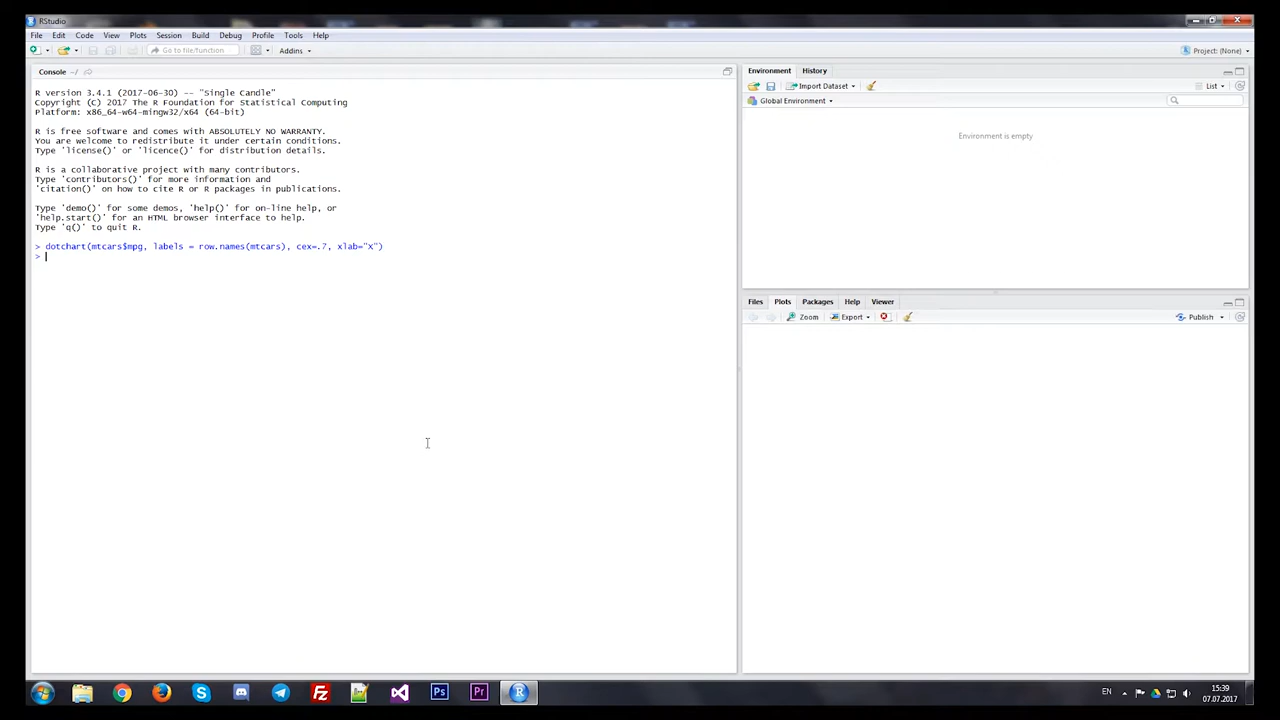 RStudio
File Edit Code View Plots Session Build Debug Profile Tools Help
Go to file/function Addins Project: (None)
Console ~/
R version 3.4.1 (2017-06-30) -- "Single Candle"
Copyright (C) 2017 The R Foundation for Statistical Computing
Platform: x86_64-w64-mingw32/x64 (64-bit)
R is free software and comes with ABSOLUTELY NO WARRANTY.
You are welcome to redistribute it under certain conditions.
Type 'license()' or 'licence()' for distribution details.
R is a collaborative project with many contributors.
Type 'contributors()' for more information and
'citation()' on how to cite R or R packages in publications.
Type 'demo()' for some demos, 'help()' for on-line help, or
'help.start()' for an HTML browser interface to help.
Type 'q()' to quit R.
> dotchart(mtcars$mpg, labels = row.names(mtcars), cex=.7, xlab="X")
>
Environment History
Import Dataset List
Global Environment
Environment is empty
Files Plots Packages Help Viewer
Zoom Export Publish
Ps Pr R
EN 15:39
07.07.2017